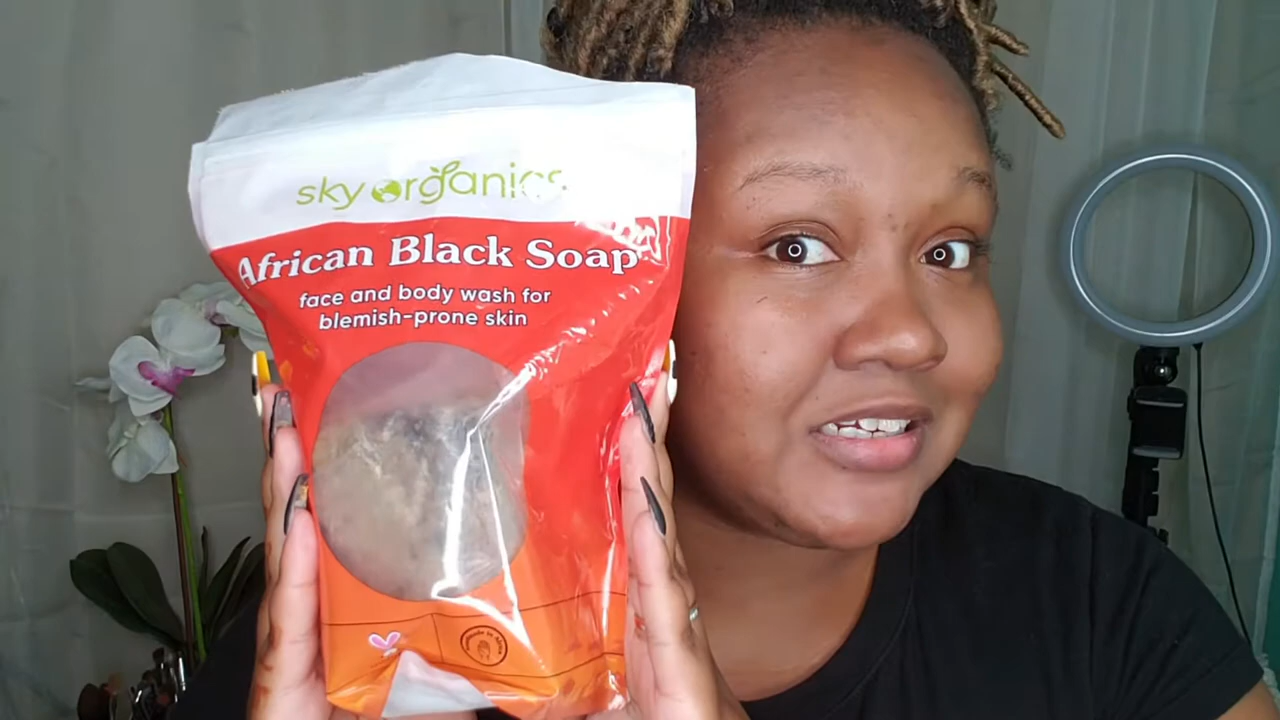 sky organics
African Black Soap
face and body wash for
blemish-prone skin